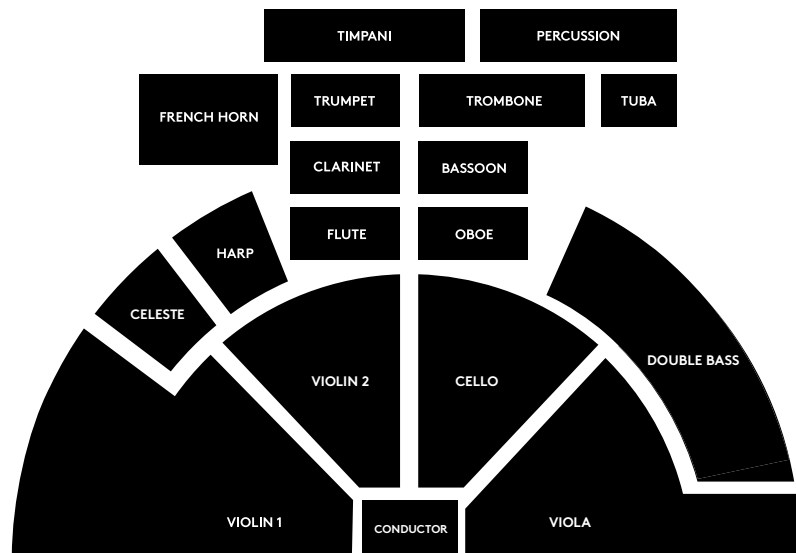 TIMPANI
PERCUSSION
FRENCH HORN
TRUMPET
TROMBONE
TUBA
CLARINET
BASSOON
FLUTE
OBOE
HARP
CELESTE
VIOLIN 2
CELLO
DOUBLE BASS
VIOLIN 1
CONDUCTOR
VIOLA